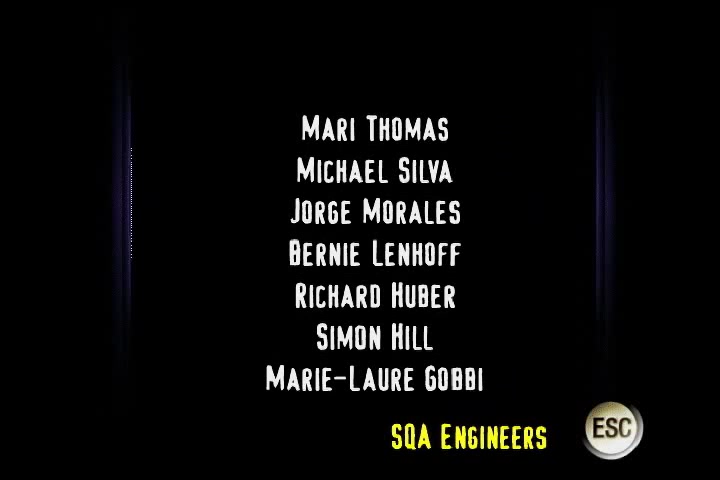 Mari Thomas
Michael Silva
Jorge Morales
Bernie Lenhoff
Richard Huber
Simon Hill
Marie-Laure Gobbi
SQA Engineers
ESC